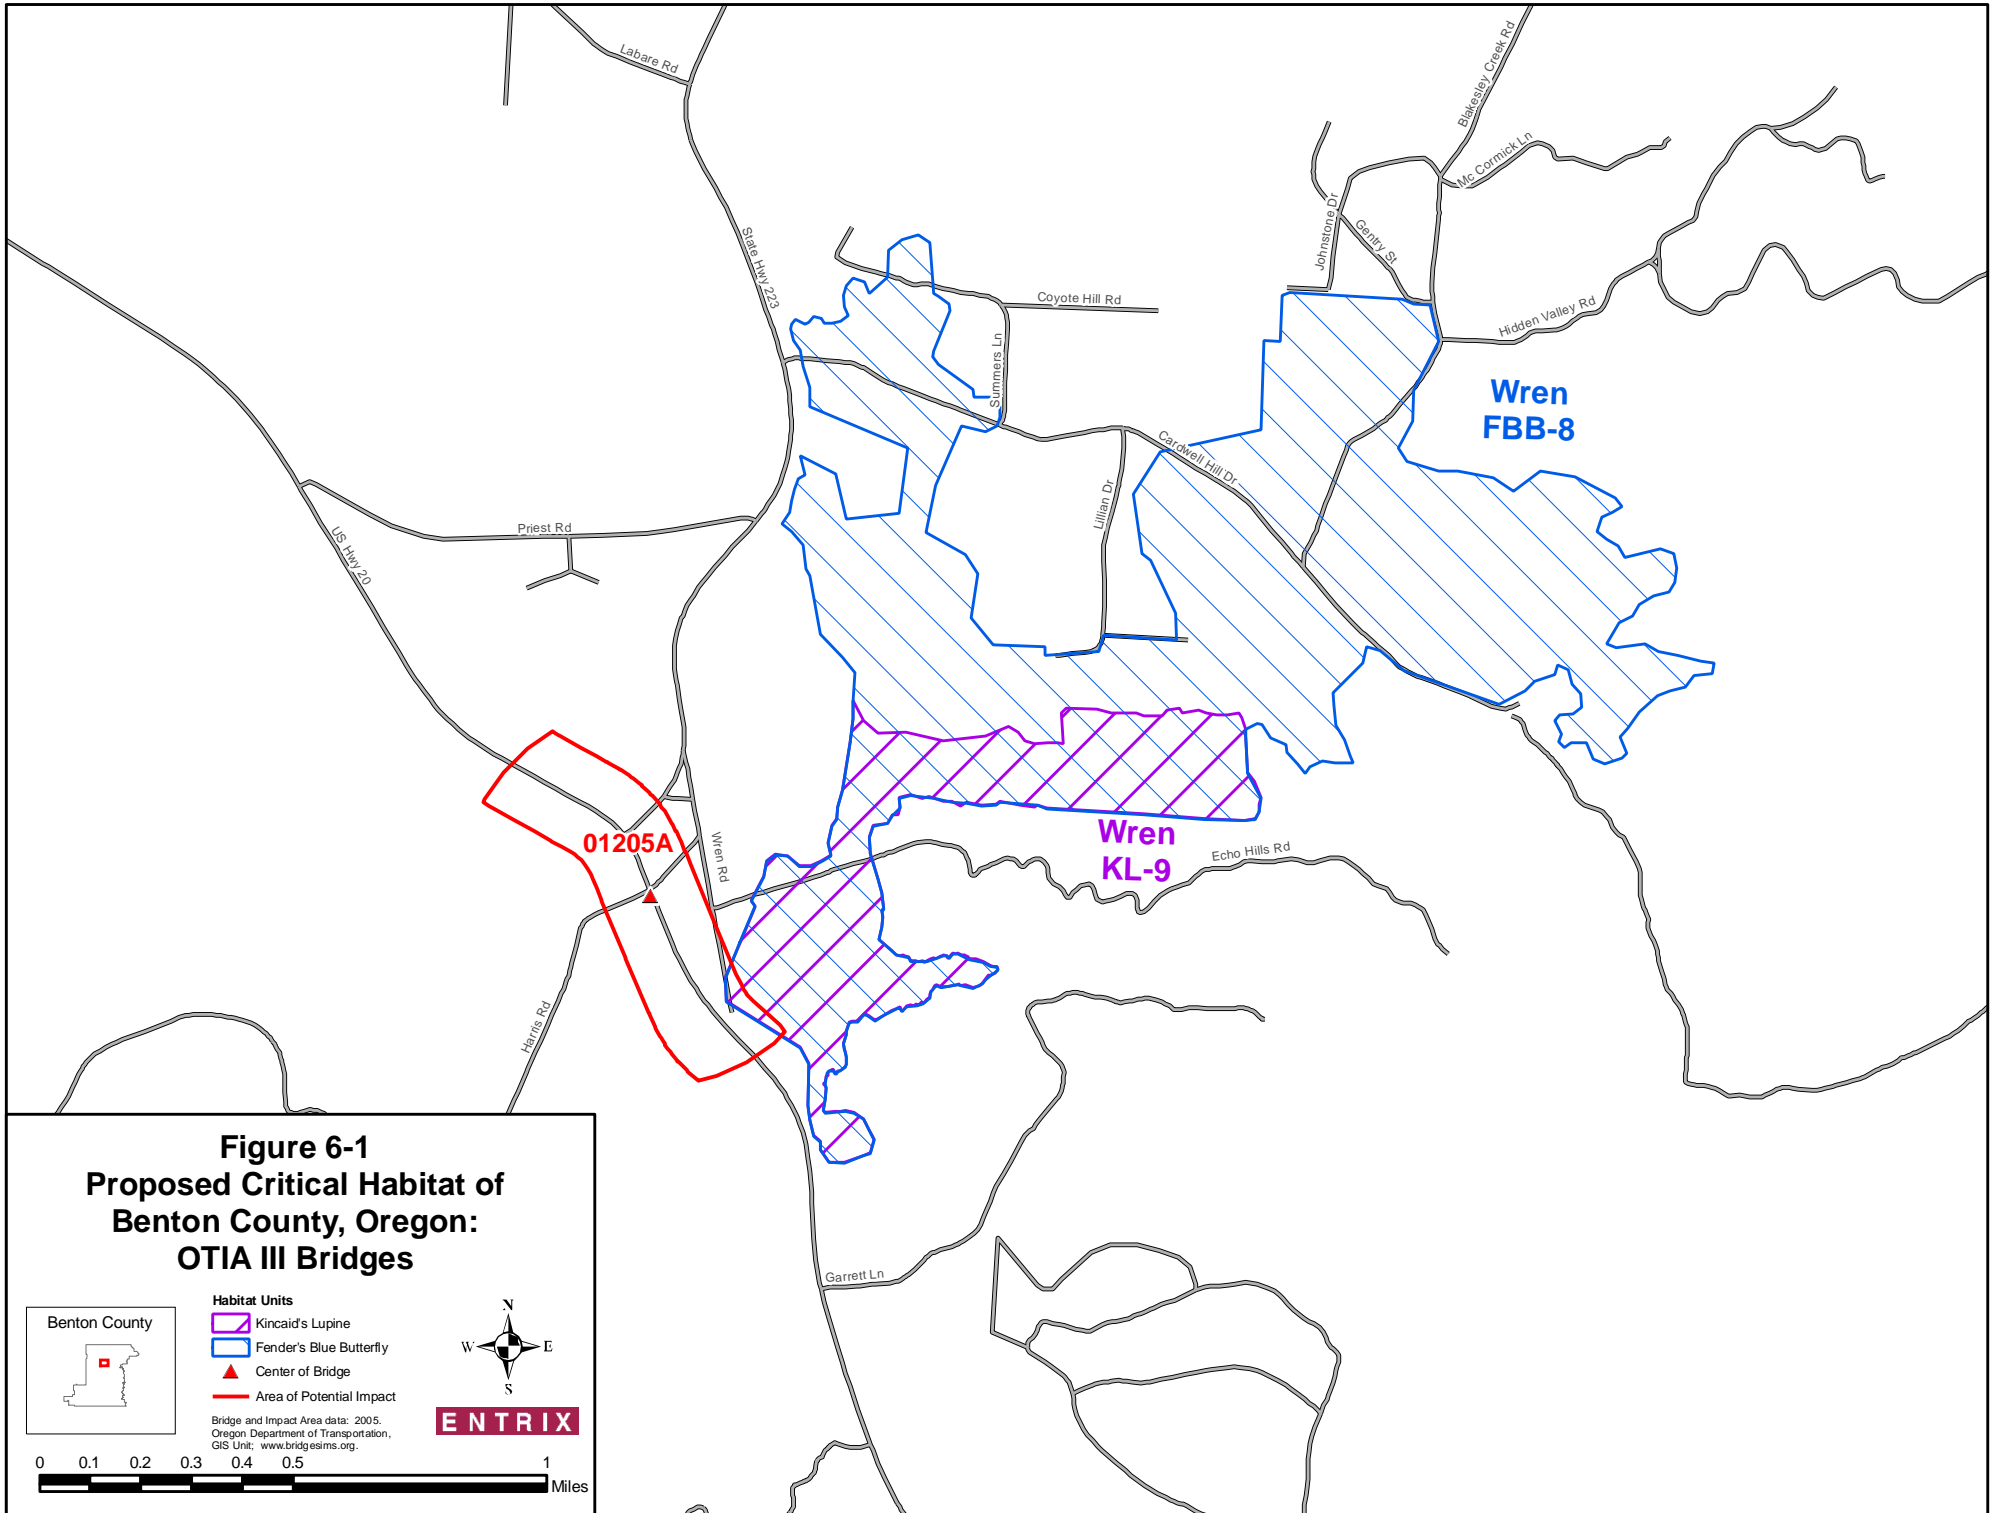 Labare Rd
Blakesley Creek Rd
Mc Cormick Ln
Johnstone Dr
Gentry St
State Hwy 223
Coyote Hill Rd
Hidden Valley Rd
Summers Ln
Wren
FBB-8
Cardwell Hill Dr
Lillian Dr
Priest Rd
US Hwy 20
01205A
Wren Rd
Wren
KL-9
Echo Hills Rd
Harris Rd
Garrett Ln
Figure 6-1
Proposed Critical Habitat of
Benton County, Oregon:
OTIA III Bridges
Benton County
Habitat Units
Kincaid's Lupine
Fender's Blue Butterfly
Center of Bridge
Area of Potential Impact
Bridge and Impact Area data: 2005.
Oregon Department of Transportation,
GIS Unit; www.bridgesims.org.
N
W E
S
ENTRIX
0 0.1 0.2 0.3 0.4 0.5 1
Miles